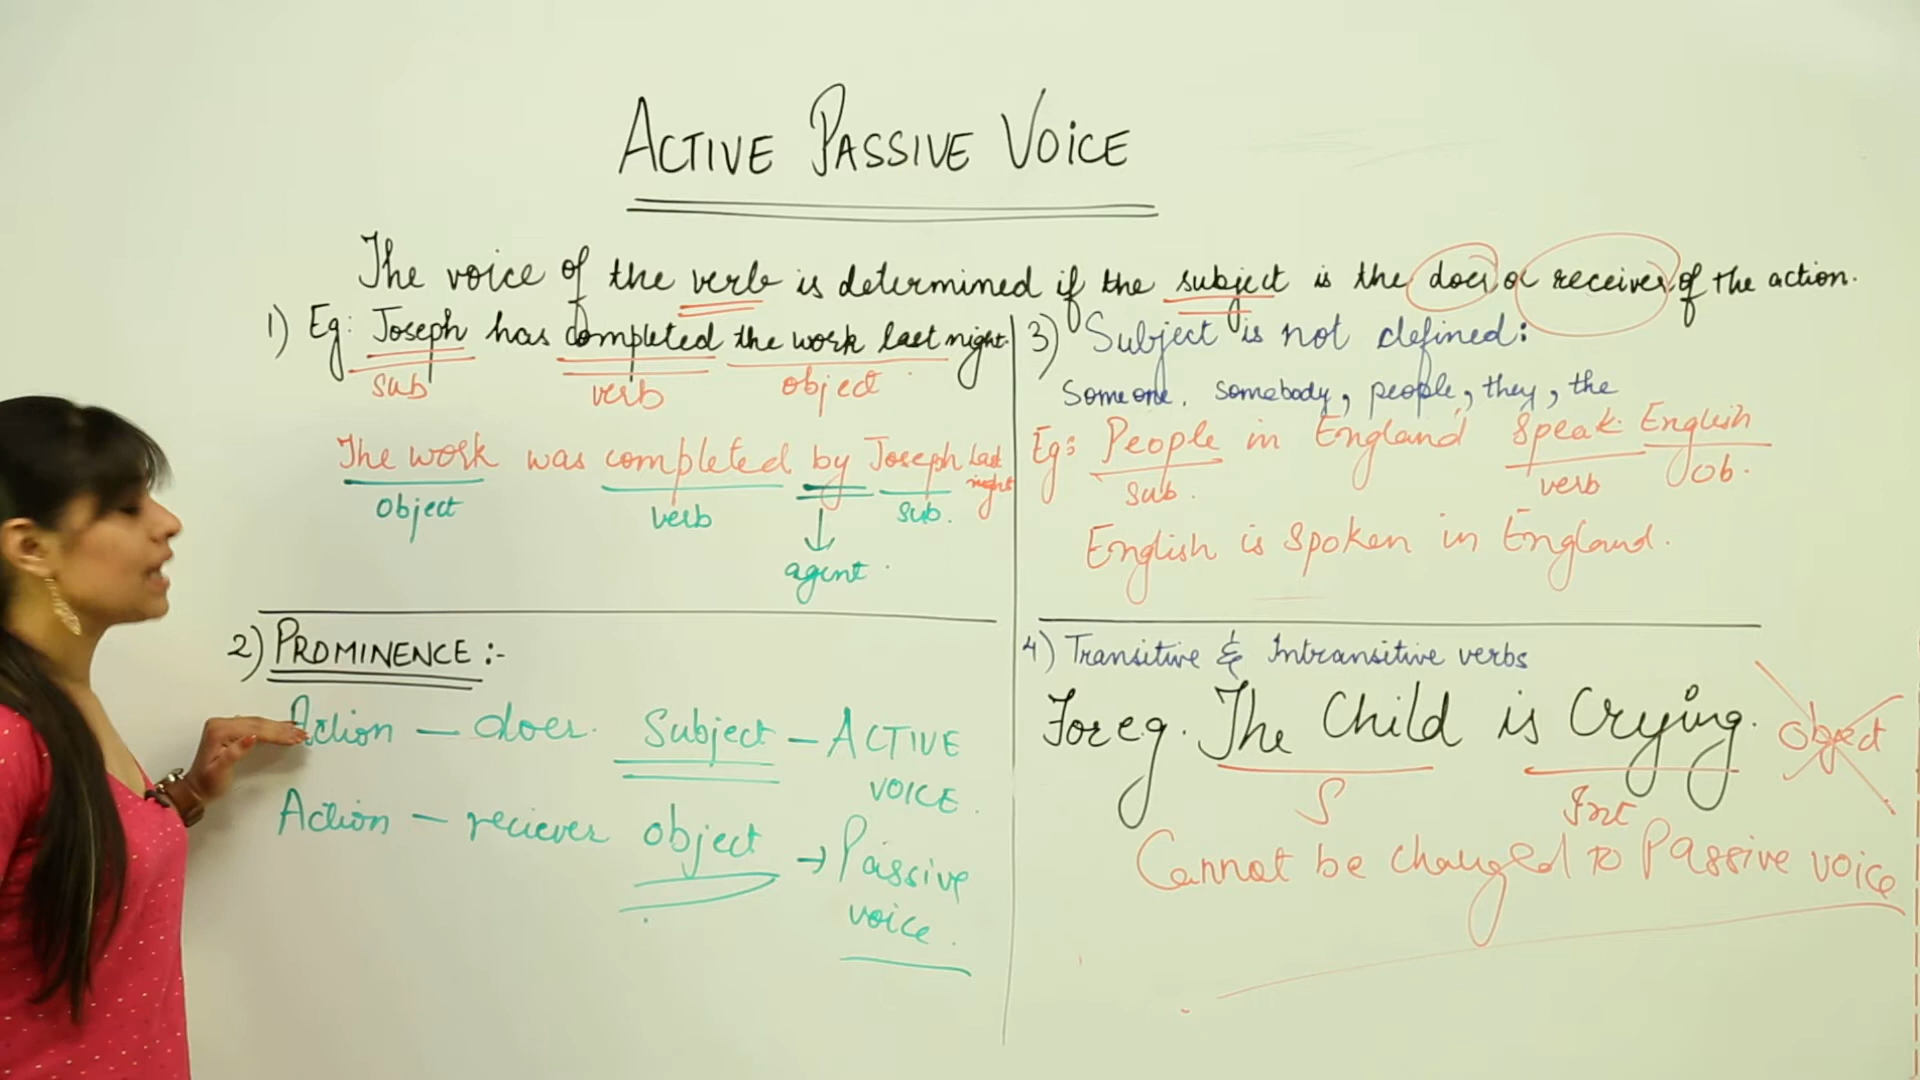 ACTIVE PASSIVE VOICE
The voice of the verb is determined if the subject is the doer or receiver of the action.
1) Eg: Joseph has completed the work last night.
sub verb object
The work was completed by Joseph last
night
object verb sub.
agent.
2) PROMINENCE :-
Action — doer. Subject — ACTIVE
VOICE.
Action — reciever object → Passive
voice.
3) Subject is not defined:
Someone, somebody, people, they, the
Eg: People in England speak English
sub. verb ob.
English is spoken in England.
4) Transitive & Intransitive verbs
For eg. The Child is Crying. object
S Int
Cannot be changed to Passive voice